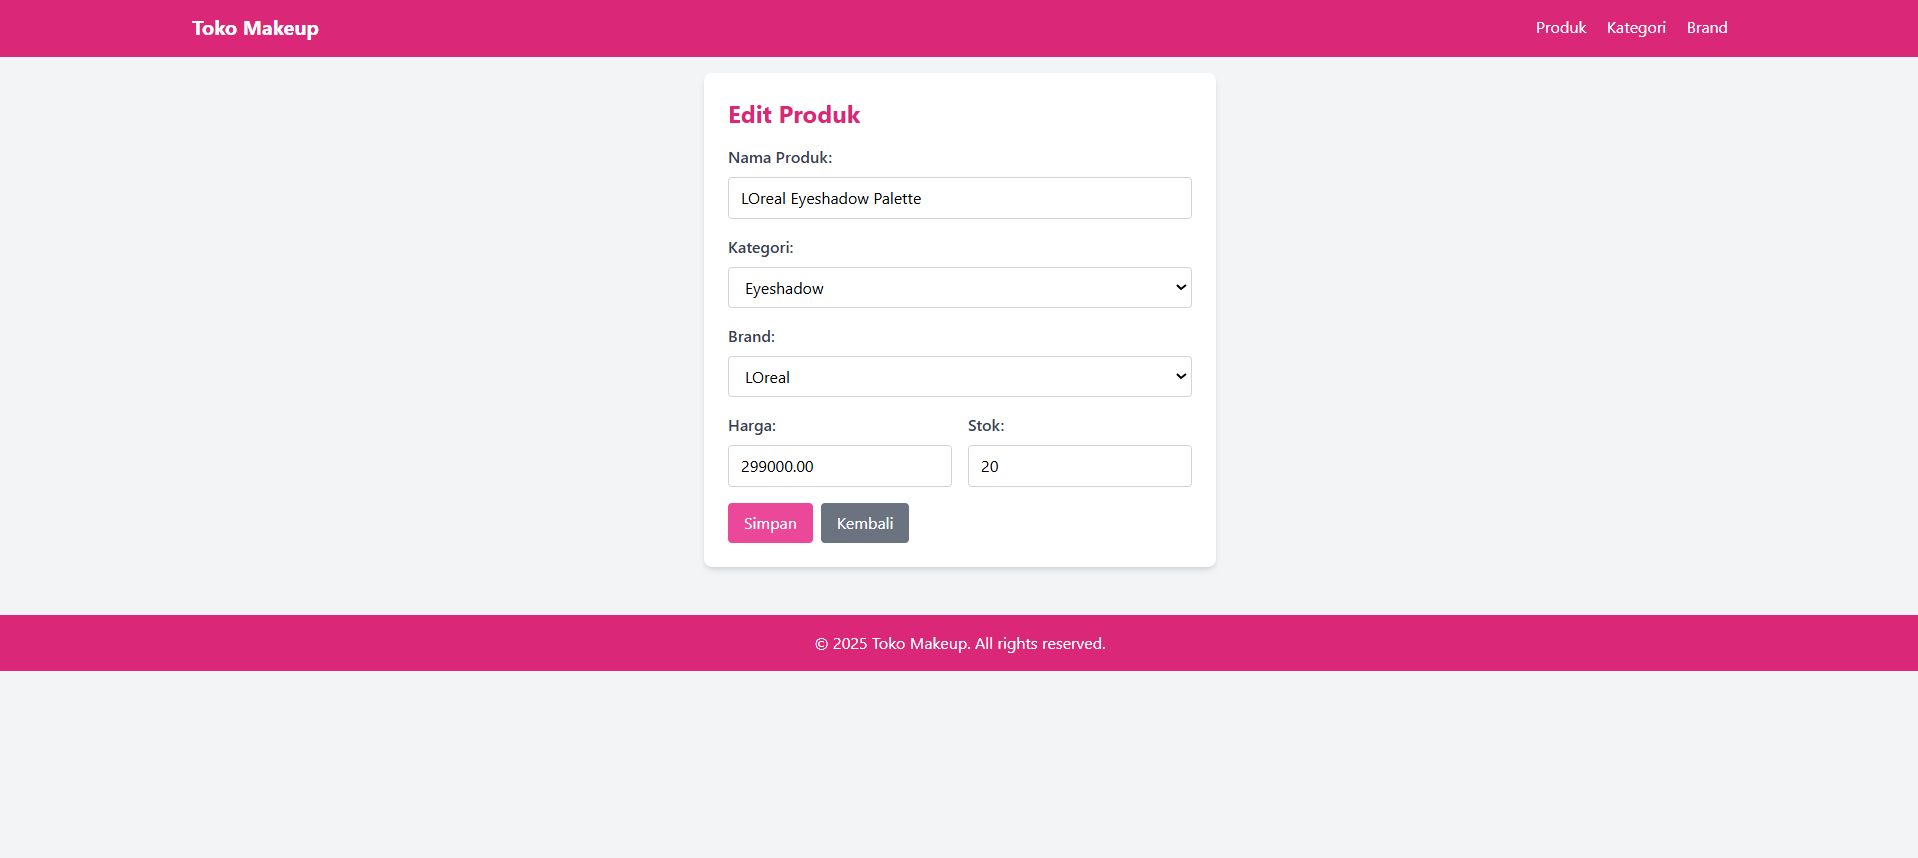 Toko Makeup
Produk Kategori Brand
Edit Produk
Nama Produk:
LOreal Eyeshadow Palette
Kategori:
Eyeshadow
Brand:
LOreal
Harga: Stok:
299000.00 20
Simpan Kembali
© 2025 Toko Makeup. All rights reserved.